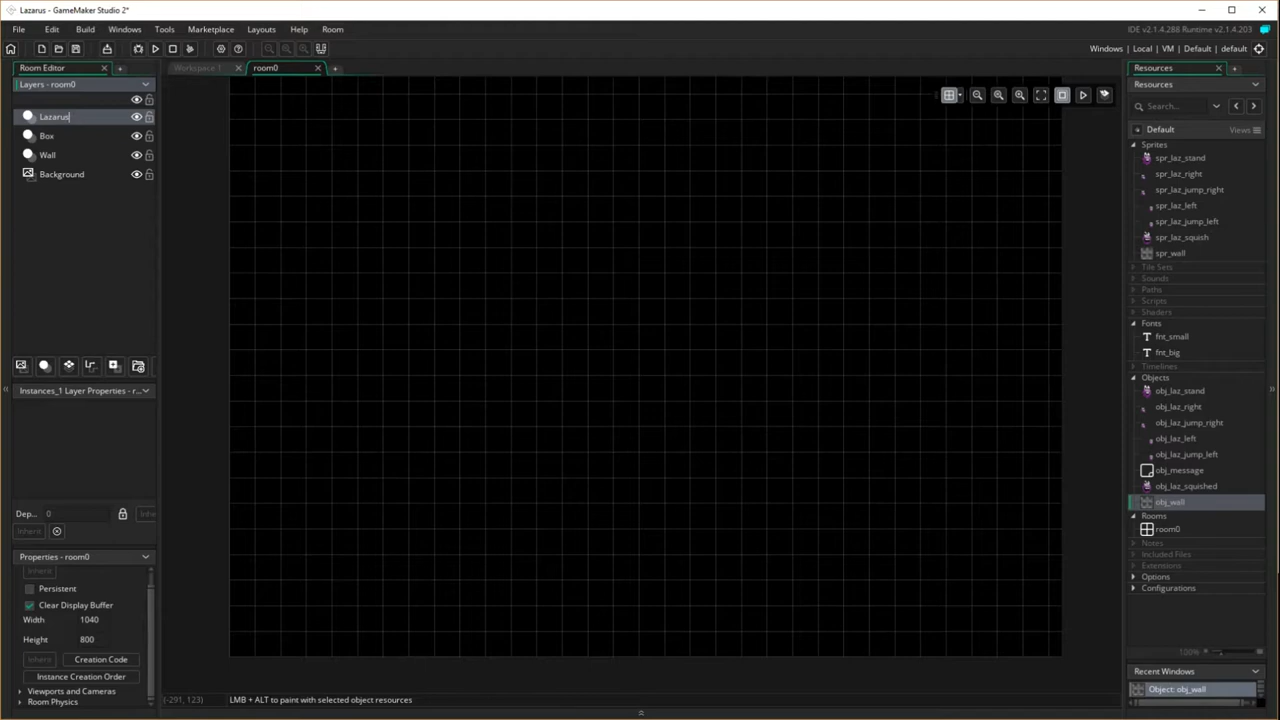 Lazarus - GameMaker Studio 2*
File Edit Build Windows Tools Marketplace Layouts Help Room
IDE v2.1.4.288 Runtime v2.1.4.203
Windows | Local | VM | Default | default
Room Editor
Workspace 1
room0
Resources
Layers - room0
Resources
Search...
Lazarus
Box
Wall
Background
Default
Views
Sprites
spr_laz_stand
spr_laz_right
spr_laz_jump_right
spr_laz_left
spr_laz_jump_left
spr_laz_squish
spr_wall
Tile Sets
Sounds
Paths
Scripts
Shaders
Fonts
fnt_small
fnt_big
Timelines
Objects
obj_laz_stand
obj_laz_right
obj_laz_jump_right
obj_laz_left
obj_laz_jump_left
obj_message
obj_laz_squished
obj_wall
Rooms
room0
Notes
Included Files
Extensions
Options
Configurations
100%
Recent Windows
Object: obj_wall
Instances_1 Layer Properties - r...
Dep... 0
Inhe
Inherit
Properties - room0
Inherit
Persistent
Clear Display Buffer
Width 1040
Height 800
Inherit
Creation Code
Instance Creation Order
Viewports and Cameras
Room Physics
(-291, 123)
LMB + ALT to paint with selected object resources